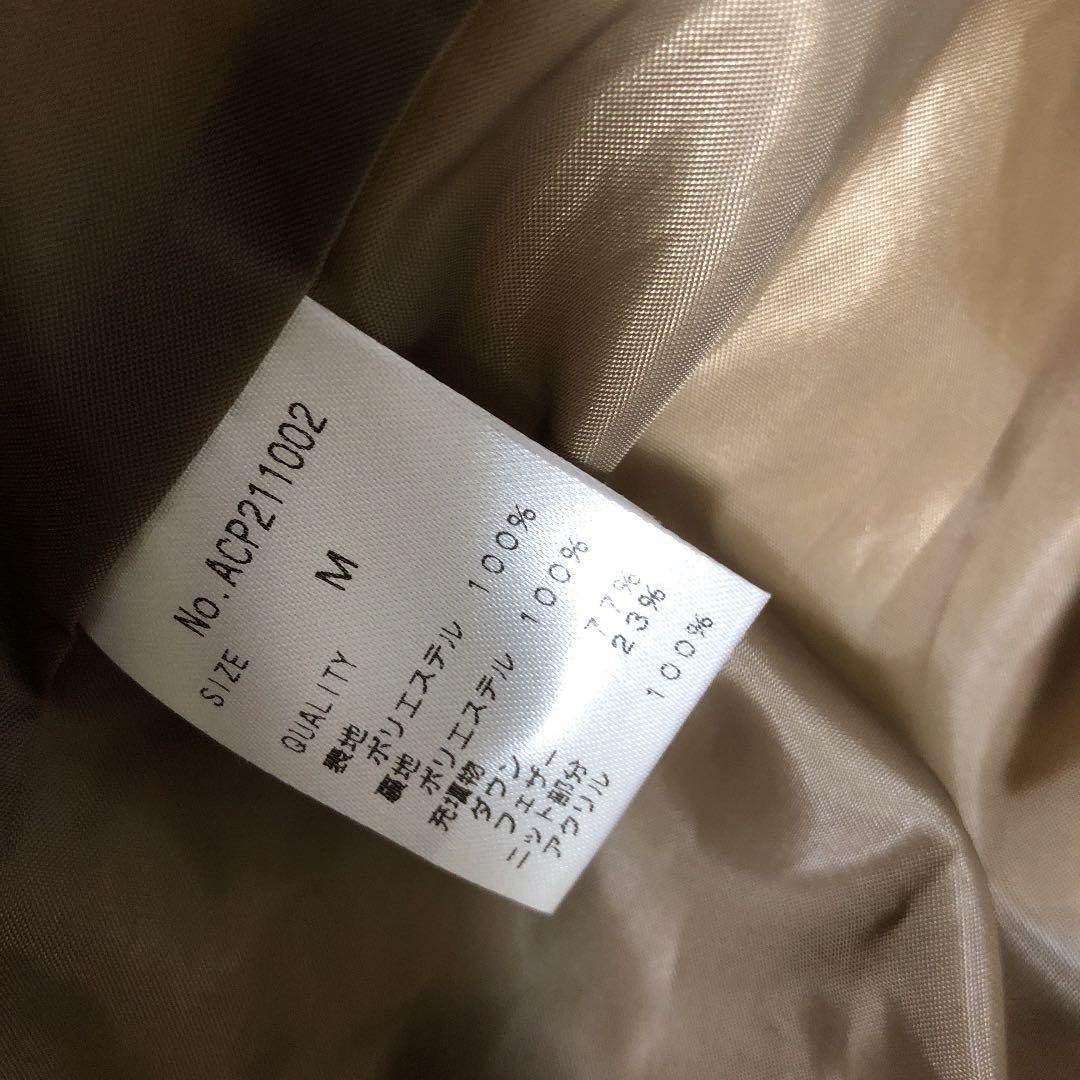 No.ACP211002
SIZE M
QUALITY
表地 ポリエステル 100%
裏地 ポリエステル 100%
充填物
ダウン 77%
フェザー 23%
ニット部分
アクリル 100%